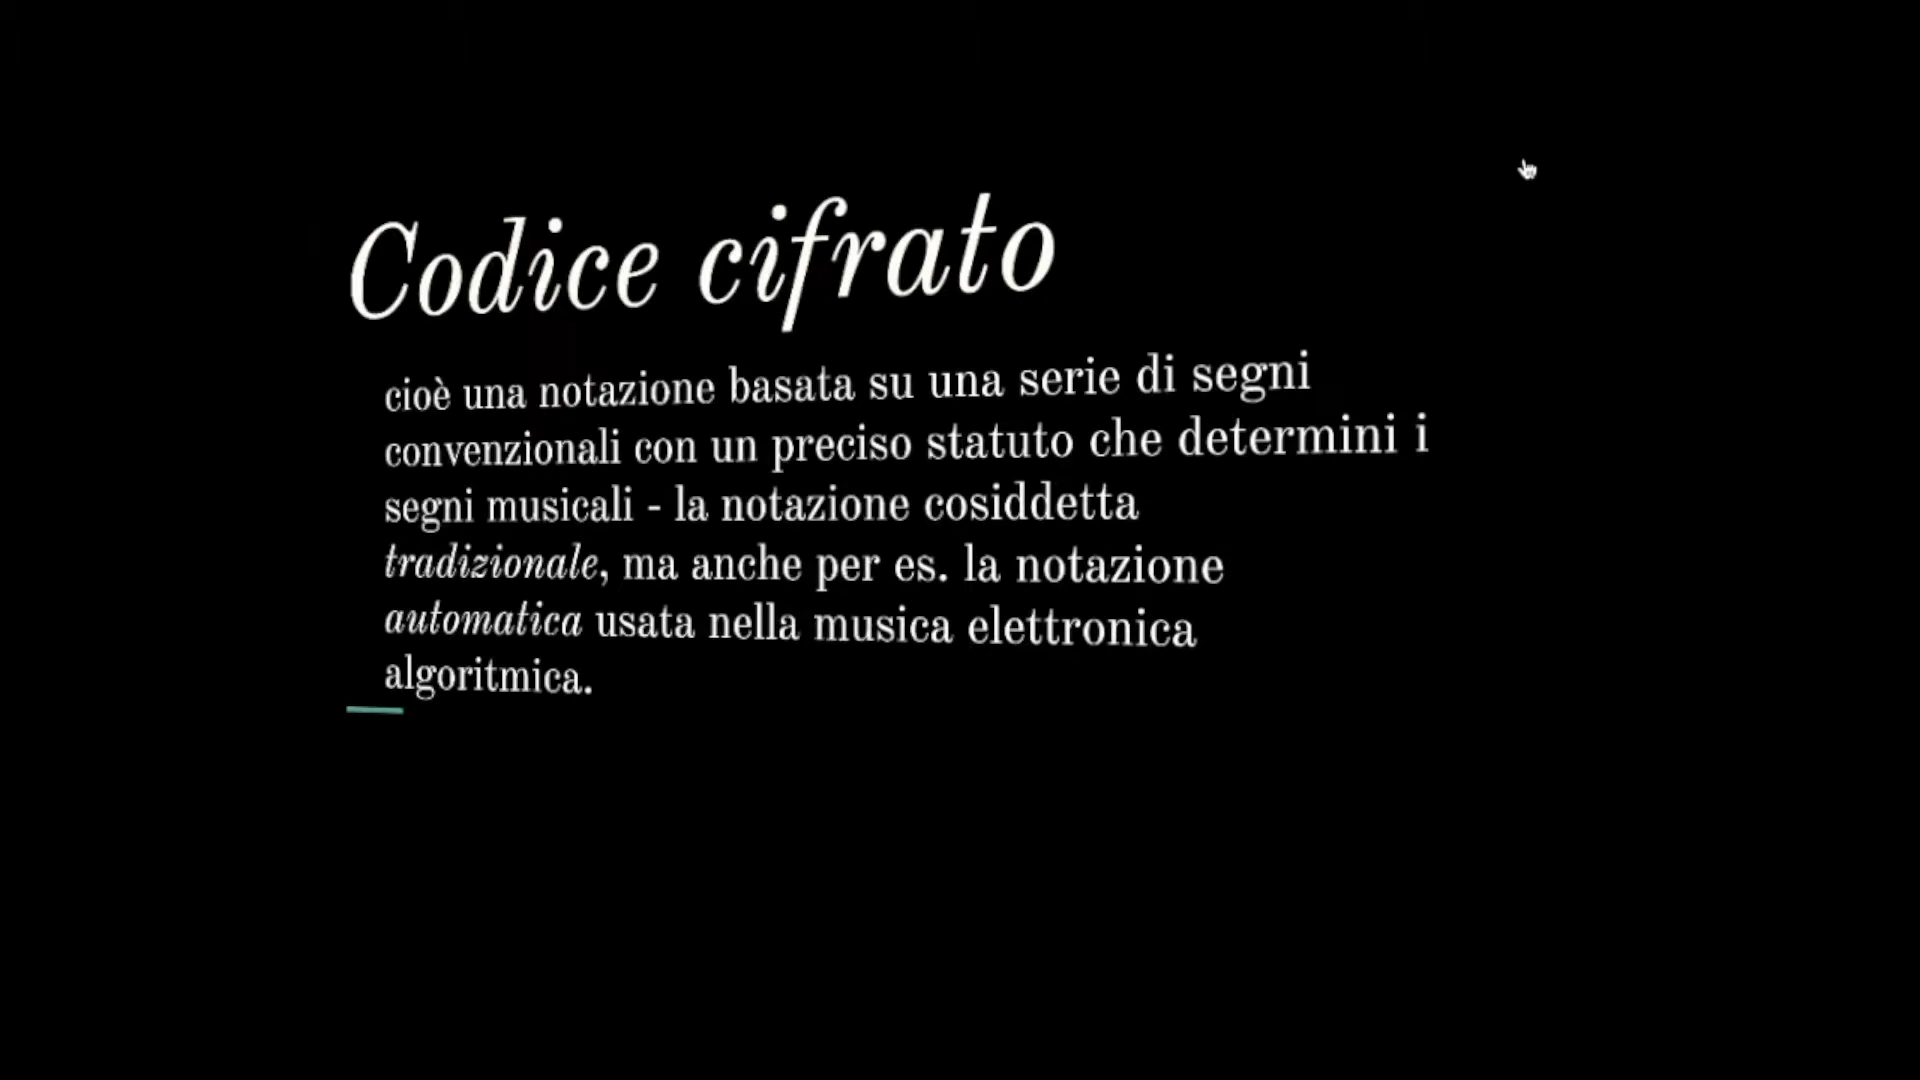 Codice cifrato
cioè una notazione basata su una serie di segni
convenzionali con un preciso statuto che determini i
segni musicali - la notazione cosiddetta
tradizionale, ma anche per es. la notazione
automatica usata nella musica elettronica
algoritmica.